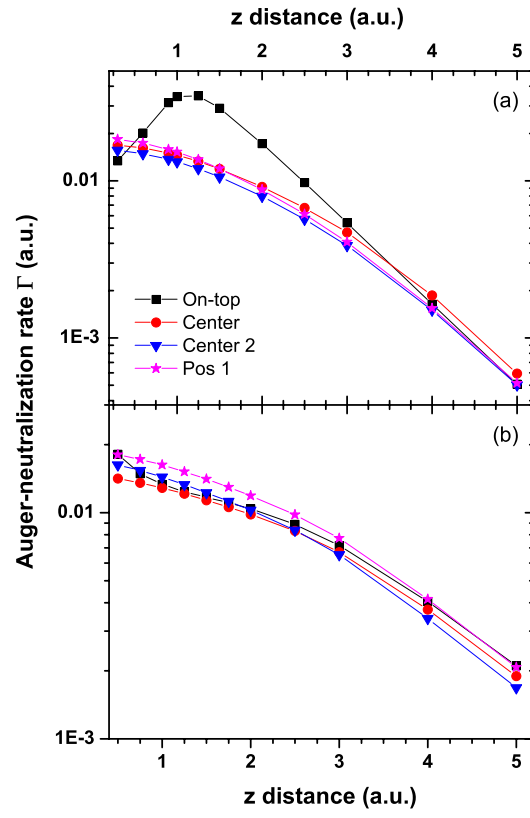 z distance (a.u.)
1 2 3 4 5
(a)
0.01
1E-3
On-top
Center
Center 2
Pos 1
Auger-neutralization rate Γ (a.u.)
(b)
0.01
1E-3
1 2 3 4 5
z distance (a.u.)